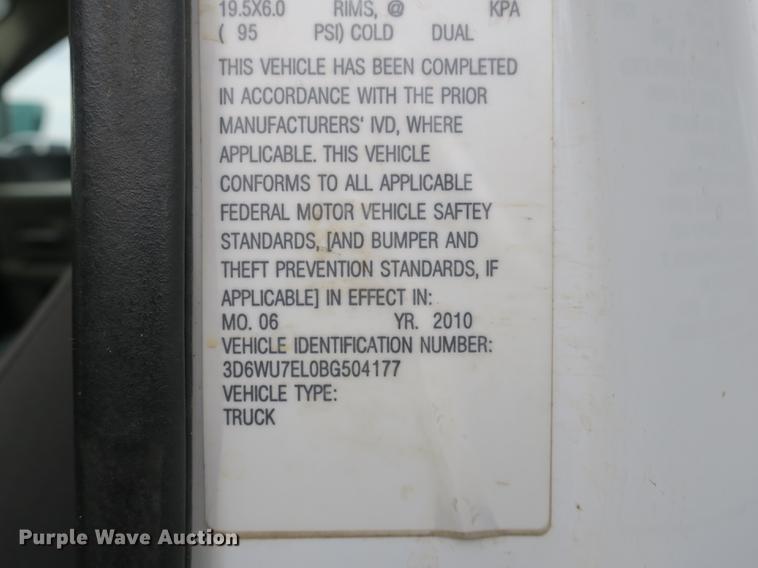 19.5X6.0 RIMS, @ KPA
( 95 PSI) COLD DUAL
THIS VEHICLE HAS BEEN COMPLETED
IN ACCORDANCE WITH THE PRIOR
MANUFACTURERS' IVD, WHERE
APPLICABLE. THIS VEHICLE
CONFORMS TO ALL APPLICABLE
FEDERAL MOTOR VEHICLE SAFTEY
STANDARDS, [AND BUMPER AND
THEFT PREVENTION STANDARDS, IF
APPLICABLE] IN EFFECT IN:
MO. 06 YR. 2010
VEHICLE IDENTIFICATION NUMBER:
3D6WU7EL0BG504177
VEHICLE TYPE:
TRUCK
Purple Wave Auction